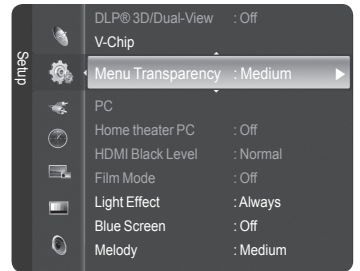 Setup
DLP® 3D/Dual-View : Off
V-Chip
Menu Transparency : Medium
PC
Home theater PC : Off
HDMI Black Level : Normal
Film Mode : Off
Light Effect : Always
Blue Screen : Off
Melody : Medium